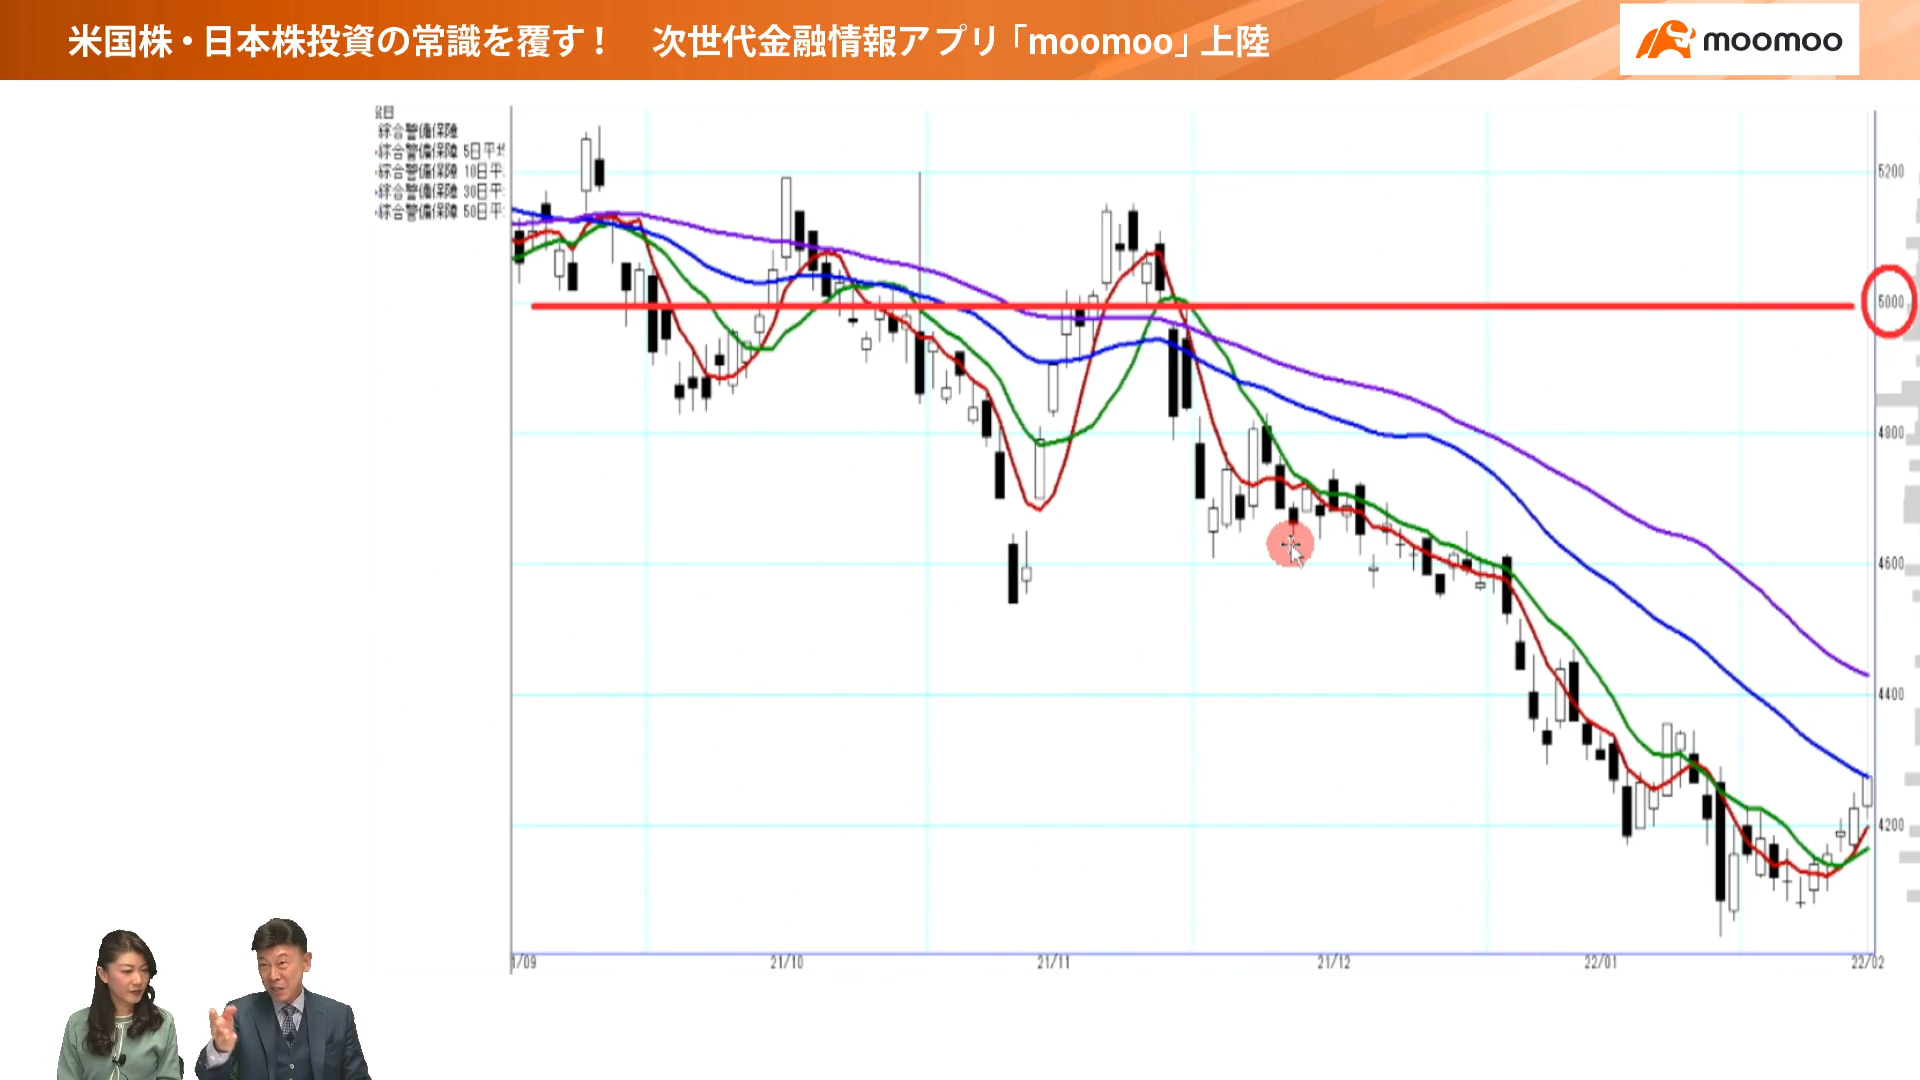 米国株・日本株投資の常識を覆す！ 次世代金融情報アプリ「moomoo」上陸
moomoo
綜合警備保障
綜合警備保障 5日平均
綜合警備保障 10日平
綜合警備保障 30日平
綜合警備保障 50日平
5200
5000
4800
4600
4400
4200
1/09
21/10
21/11
21/12
22/01
22/02